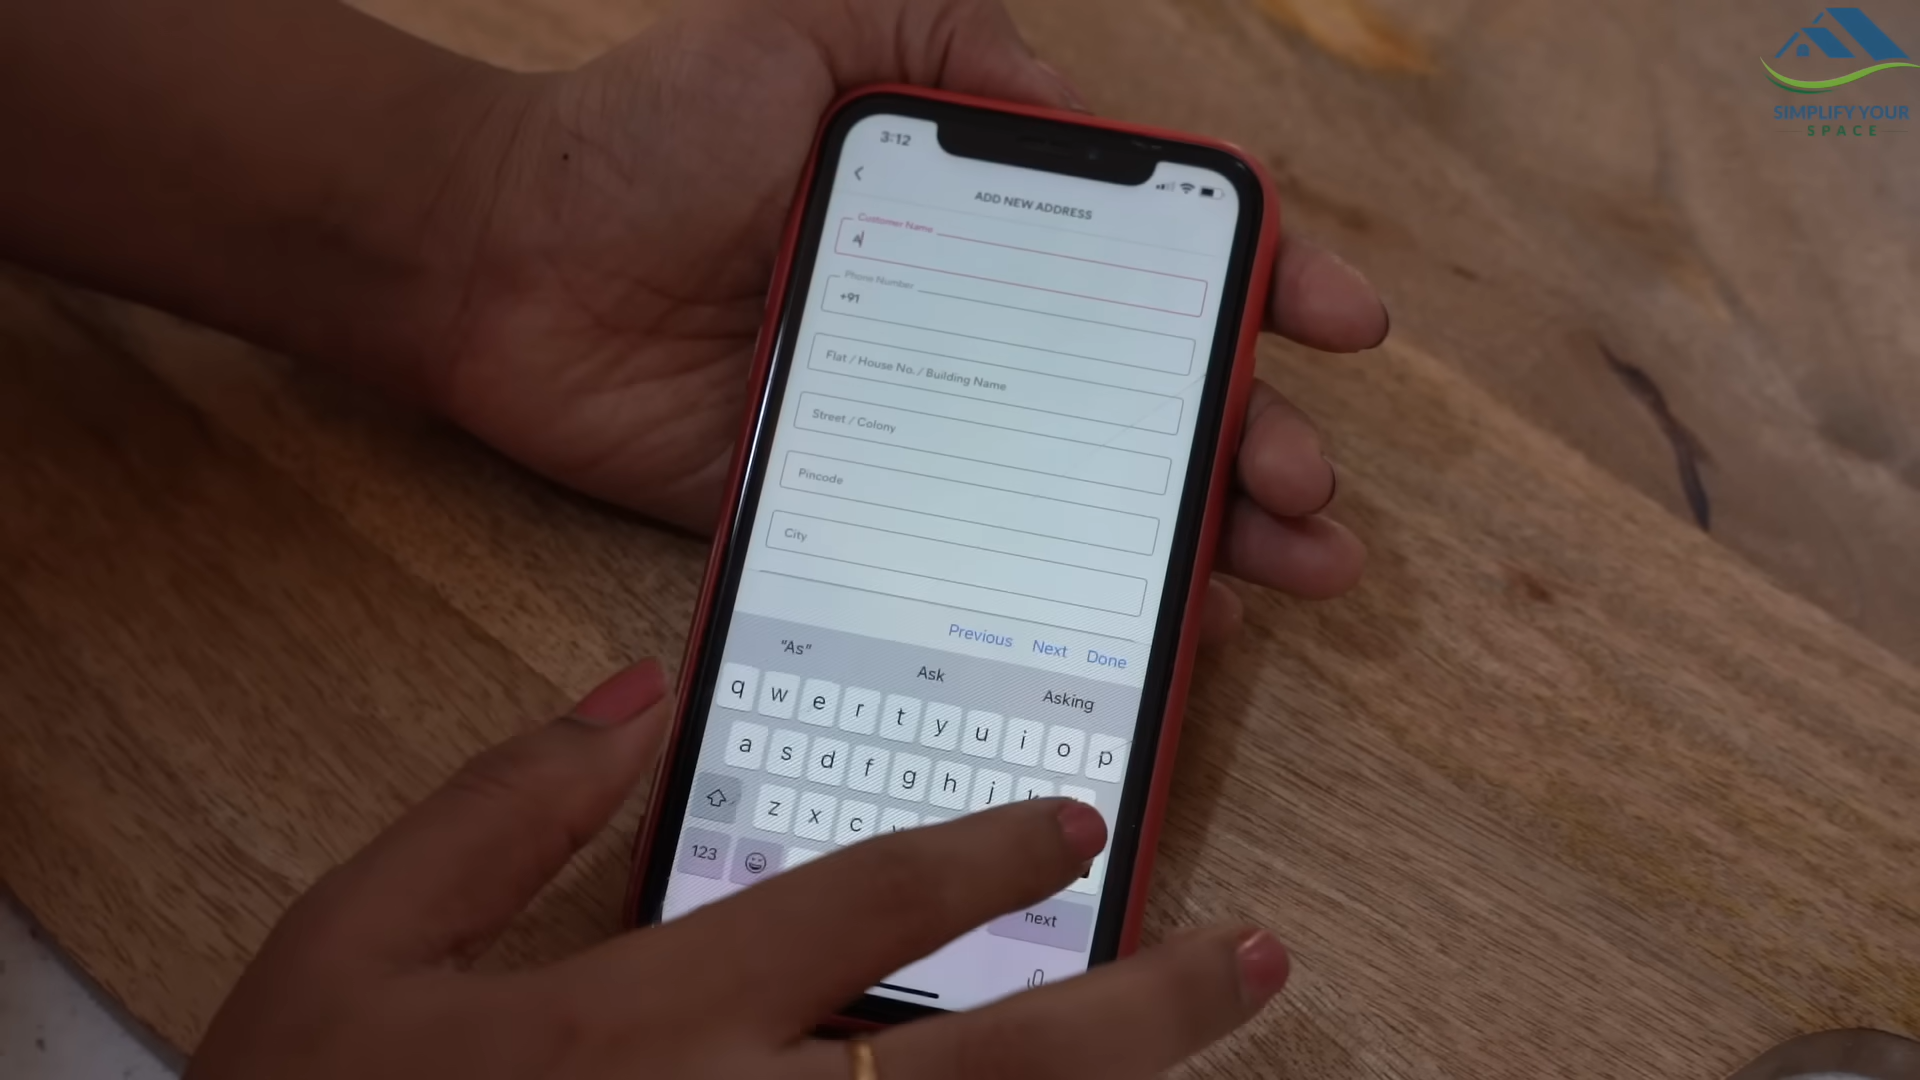 SIMPLIFY YOUR
SPACE
3:12
ADD NEW ADDRESS
Customer Name
A
Phone Number
+91
Flat / House No. / Building Name
Street / Colony
Pincode
City
Previous Next Done
"As" Ask Asking
q w e r t y u i o p
a s d f g h j k
z x c v
123
next